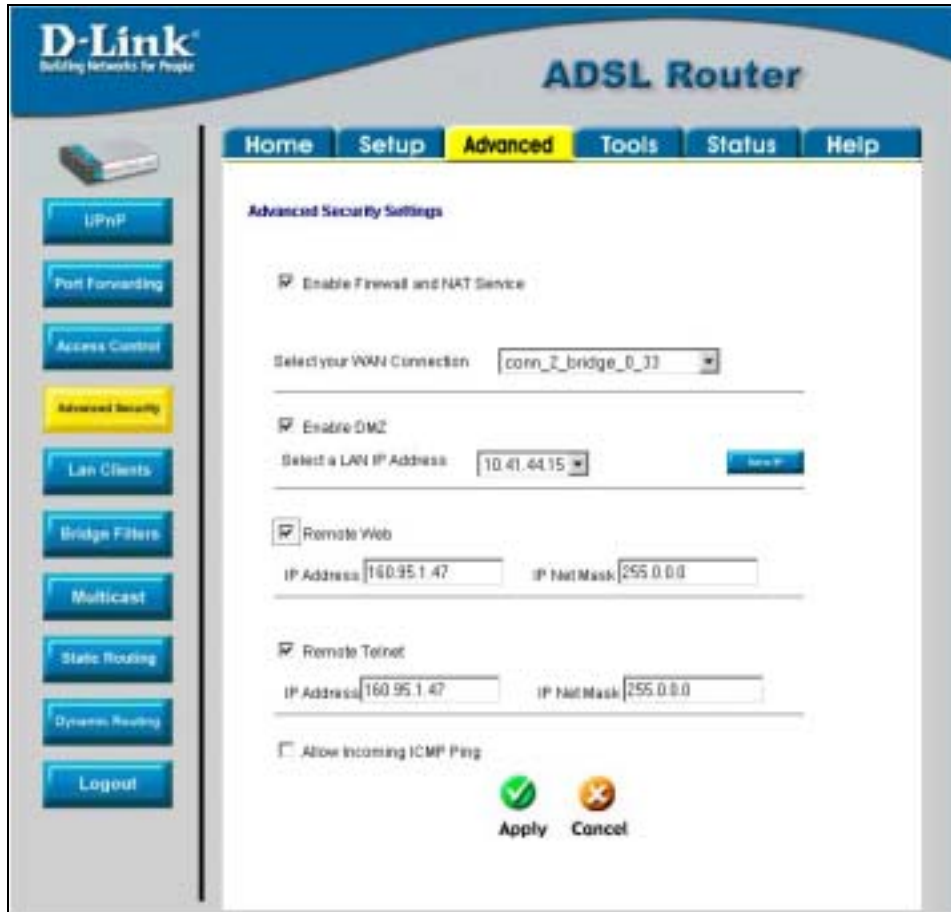 D-Link
Building Networks for People
ADSL Router
Home Setup Advanced Tools Status Help
UPnP
Port Forwarding
Access Control
Advanced Security
Lan Clients
Bridge Filters
Multicast
Static Routing
Dynamic Routing
Logout
Advanced Security Settings
Enable Firewall and NAT Service
Select your WAN Connection conn_2_bridge_0_33
Enable DMZ
Select a LAN IP Address 10.41.44.15
Remote Web
IP Address 160.95.1.47 IP Net Mask 255.0.0.0
Remote Telnet
IP Address 160.95.1.47 IP Net Mask 255.0.0.0
Allow Incoming ICMP Ping
Apply Cancel